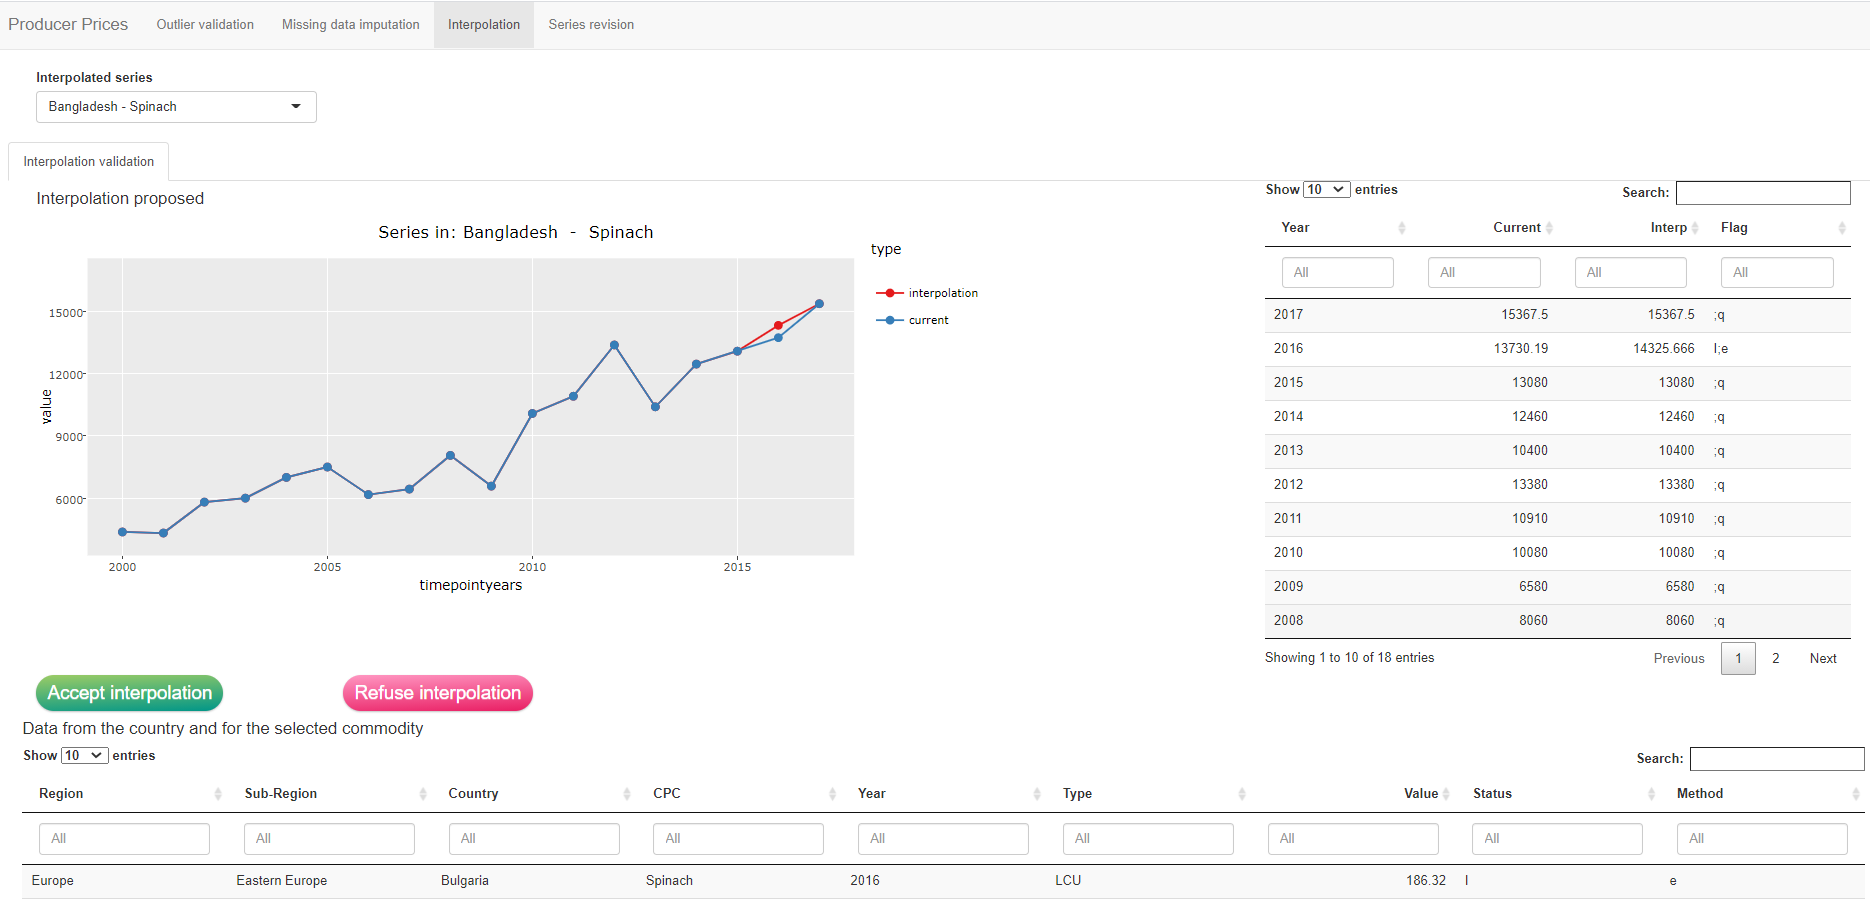 Producer Prices Outlier validation Missing data imputation Interpolation Series revision
Interpolated series
Bangladesh - Spinach
Interpolation validation
Interpolation proposed
Series in: Bangladesh - Spinach
type
interpolation
current
15000
12000
9000
6000
value
2000 2005 2010 2015
timepointyears
Show 10 entries Search:
Year Current Interp Flag
All All All All
2017 15367.5 15367.5 ;q
2016 13730.19 14325.666 I;e
2015 13080 13080 ;q
2014 12460 12460 ;q
2013 10400 10400 ;q
2012 13380 13380 ;q
2011 10910 10910 ;q
2010 10080 10080 ;q
2009 6580 6580 ;q
2008 8060 8060 ;q
Showing 1 to 10 of 18 entries Previous 1 2 Next
Accept interpolation Refuse interpolation
Data from the country and for the selected commodity
Show 10 entries Search:
Region Sub-Region Country CPC Year Type Value Status Method
All All All All All All All All All
Europe Eastern Europe Bulgaria Spinach 2016 LCU 186.32 I e